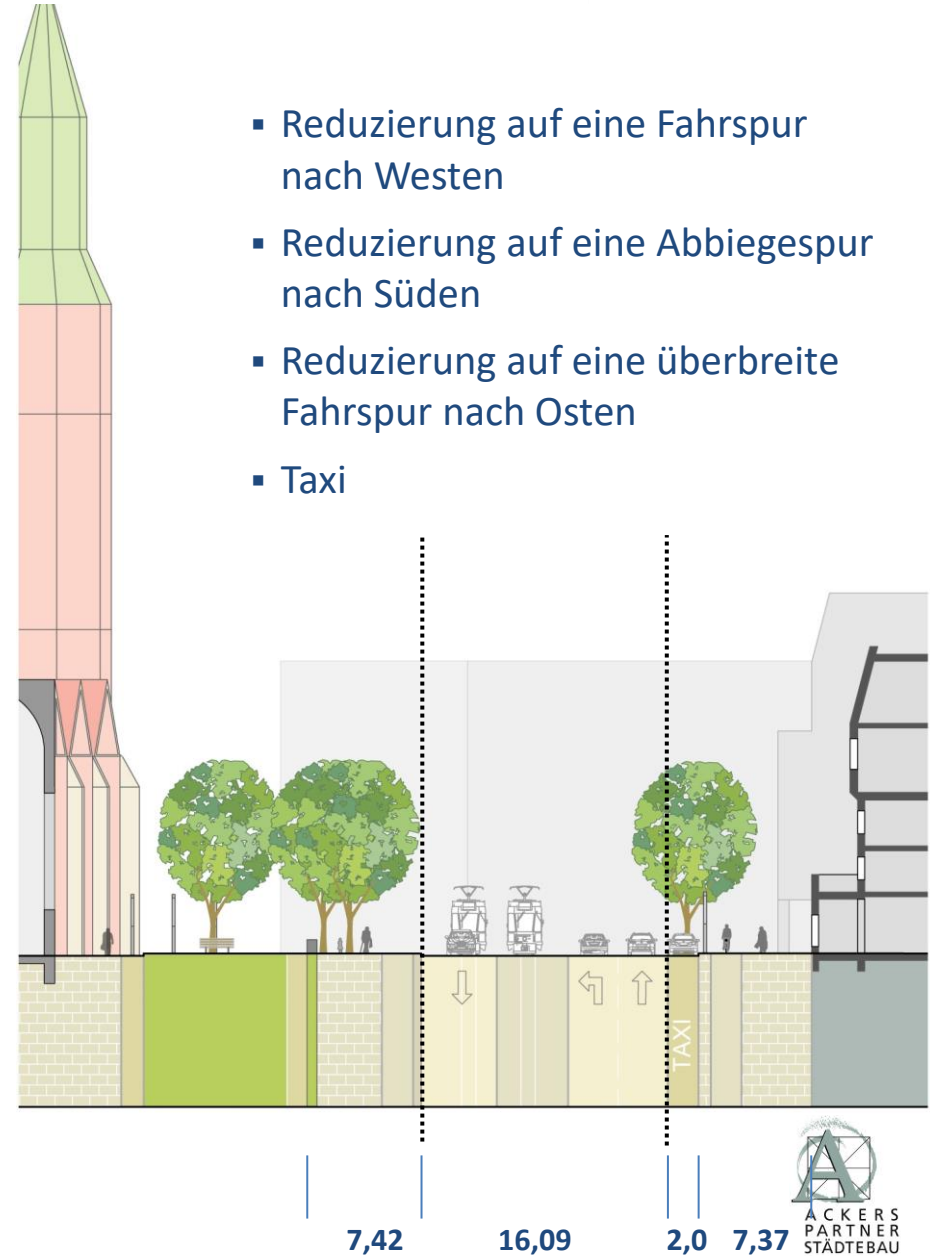 ▪ Reduzierung auf eine Fahrspur
nach Westen
▪ Reduzierung auf eine Abbiegespur
nach Süden
▪ Reduzierung auf eine überbreite
Fahrspur nach Osten
▪ Taxi
TAXI
7,42 16,09 2,0 7,37
A
ACKERS
PARTNER
STÄDTEBAU